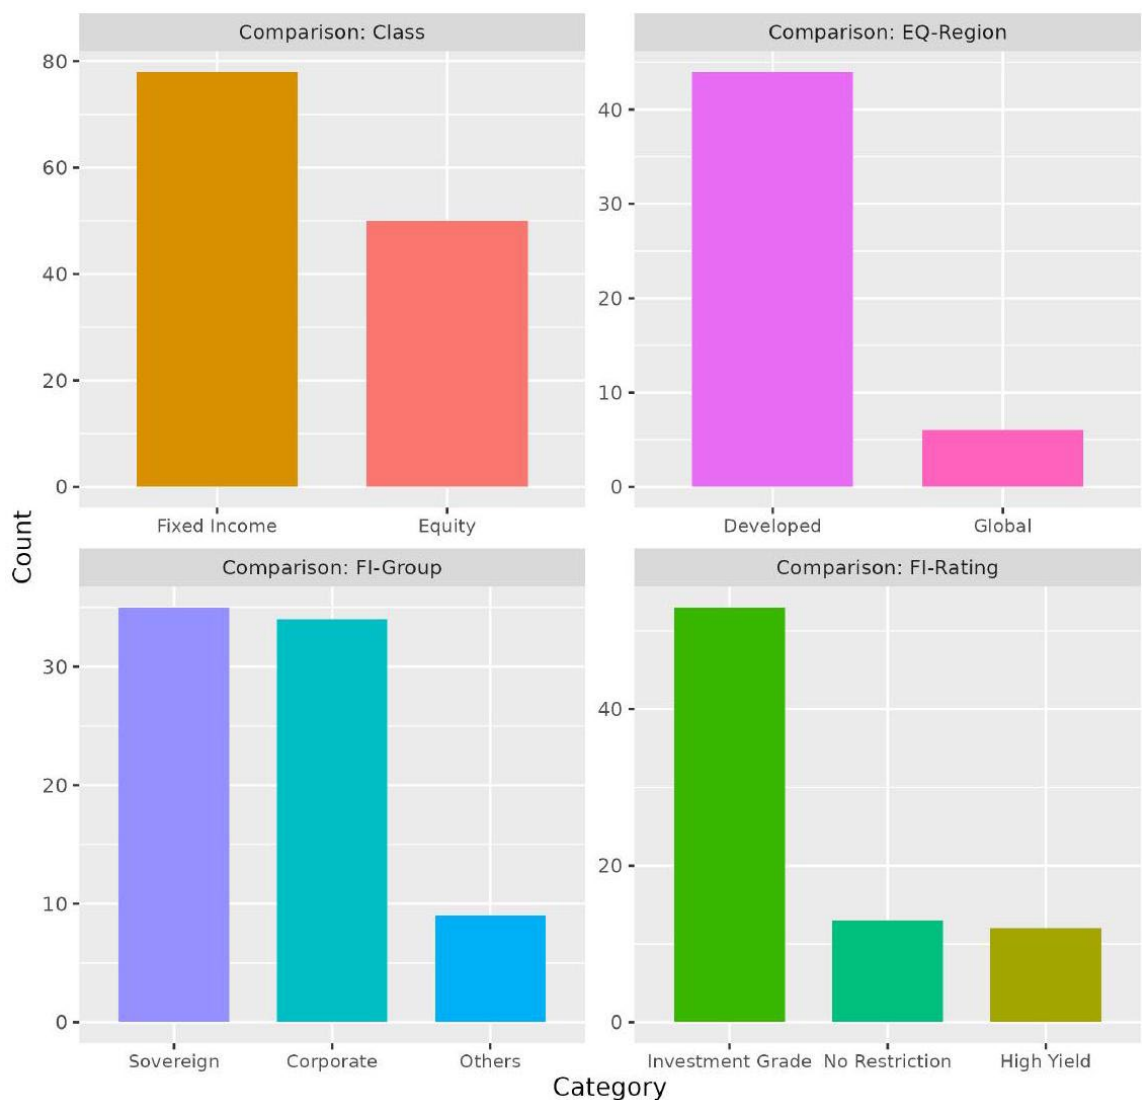 Comparison: Class
80
60
40
20
0
Fixed Income Equity
Comparison: EQ-Region
40
30
20
10
0
Developed Global
Count
Comparison: FI-Group
30
20
10
0
Sovereign Corporate Others
Comparison: FI-Rating
40
20
0
Investment Grade No Restriction High Yield
Category